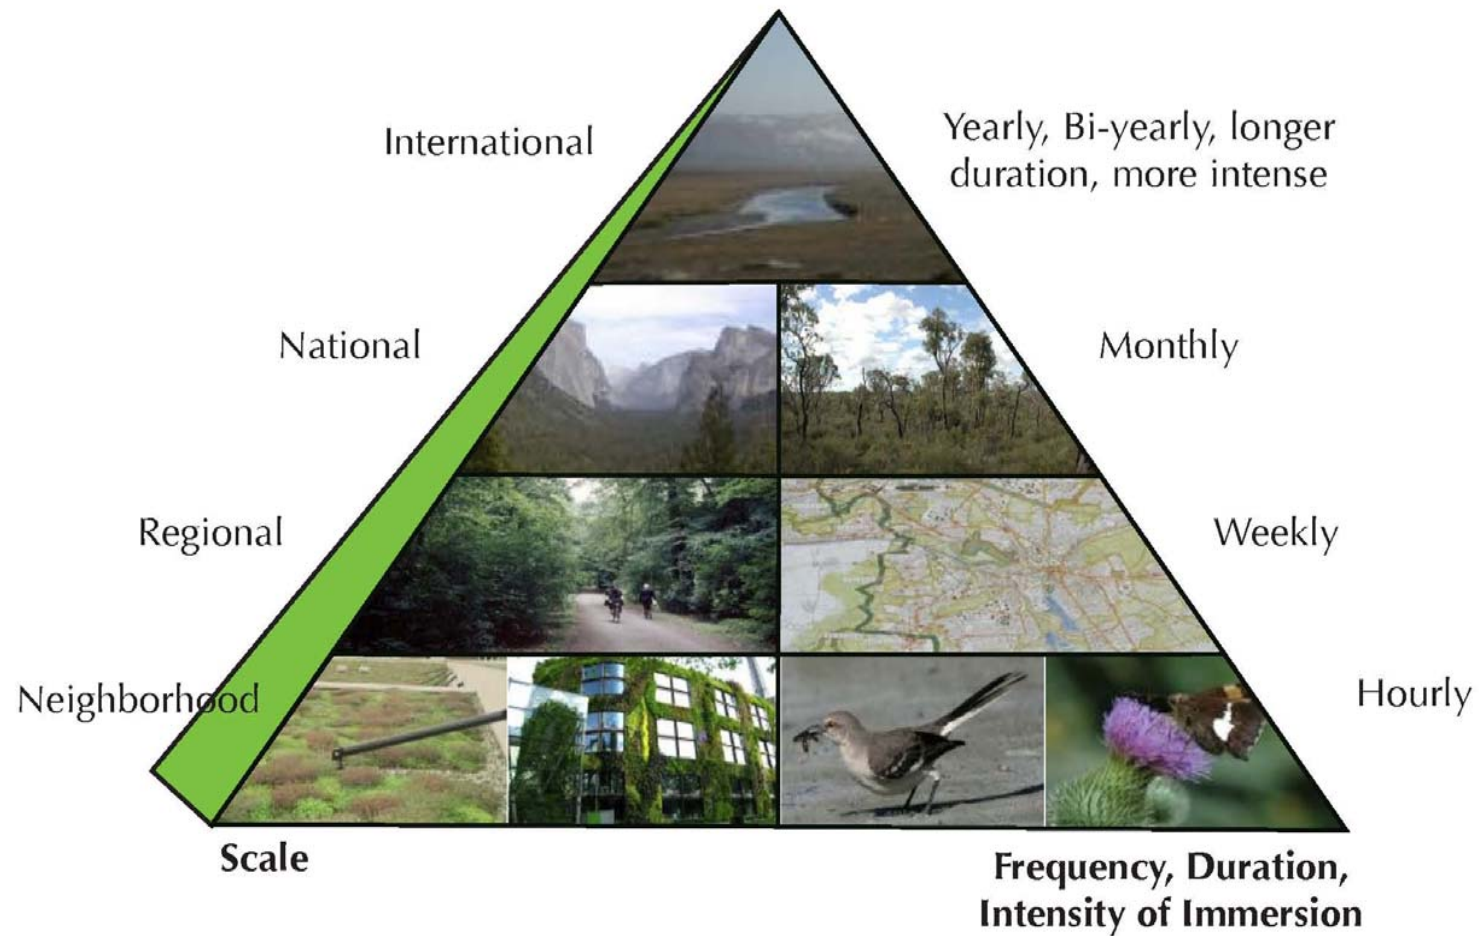 International
Yearly, Bi-yearly, longer
duration, more intense
National
Monthly
Regional
Weekly
Neighborhood
Hourly
Scale
Frequency, Duration,
Intensity of Immersion